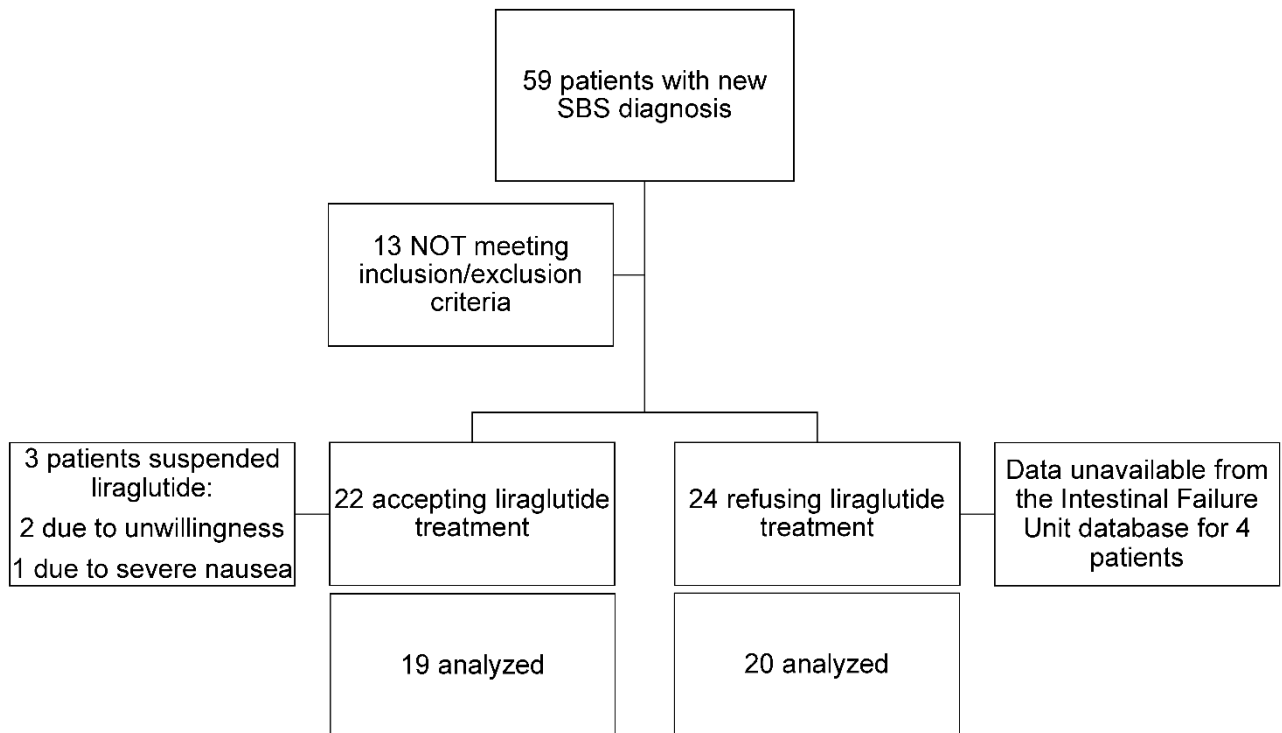 59 patients with new
SBS diagnosis
13 NOT meeting
inclusion/exclusion
criteria
3 patients suspended
liraglutide:
2 due to unwillingness
1 due to severe nausea
22 accepting liraglutide
treatment
24 refusing liraglutide
treatment
Data unavailable from
the Intestinal Failure
Unit database for 4
patients
19 analyzed
20 analyzed